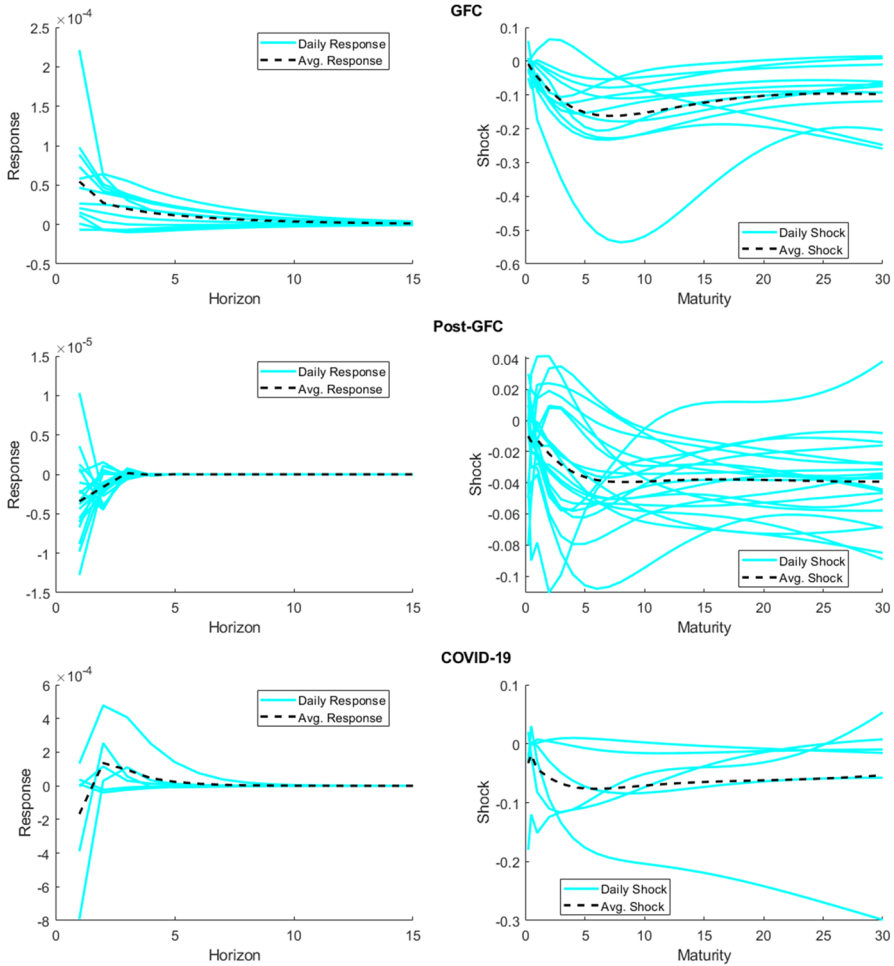 GFC
×10⁻⁴
2.5
2
1.5
1
0.5
0
-0.5
0
5
10
15
Response
Horizon
Daily Response
Avg. Response
0.1
0
-0.1
-0.2
-0.3
-0.4
-0.5
-0.6
0
5
10
15
20
25
30
Shock
Maturity
Daily Shock
Avg. Shock
Post-GFC
×10⁻⁵
1.5
1
0.5
0
-0.5
-1
-1.5
0
5
10
15
Response
Horizon
Daily Response
Avg. Response
0.04
0.02
0
-0.02
-0.04
-0.06
-0.08
-0.1
0
5
10
15
20
25
30
Shock
Maturity
Daily Shock
Avg. Shock
COVID-19
×10⁻⁴
6
4
2
0
-2
-4
-6
-8
0
5
10
15
Response
Horizon
Daily Response
Avg. Response
0.1
0
-0.1
-0.2
-0.3
0
5
10
15
20
25
30
Shock
Maturity
Daily Shock
Avg. Shock